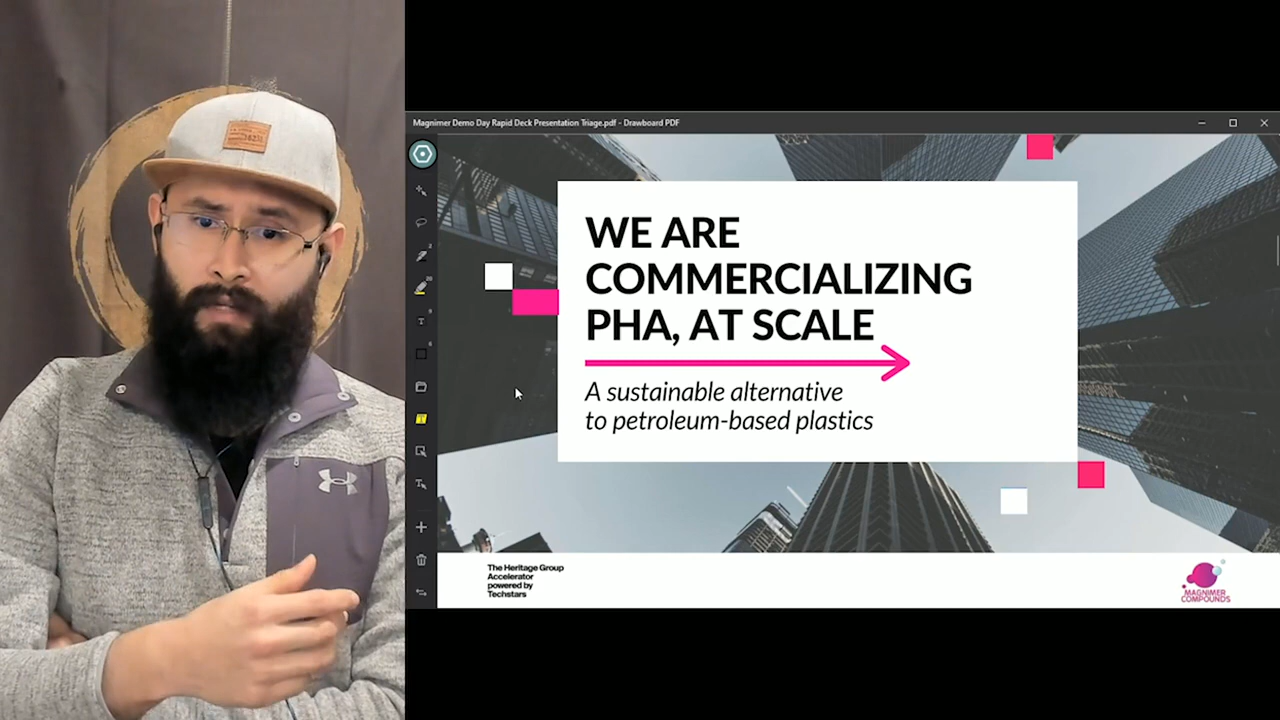 Magnimer Demo Day Rapid Deck Presentation Triage.pdf - Drawboard PDF
WE ARE
COMMERCIALIZING
PHA, AT SCALE
A sustainable alternative
to petroleum-based plastics
The Heritage Group
Accelerator
powered by
Techstars
MAGNIMER
COMPOUNDS